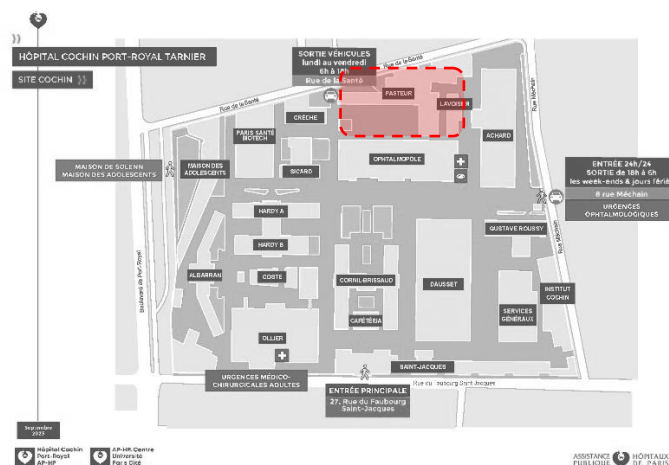 HÔPITAL COCHIN PORT-ROYAL TARNIER
SITE COCHIN
SORTIE VÉHICULES
lundi au vendredi
6h à 18h
Rue de la Santé
Rue de la Santé
PASTEUR
LAVOISIER
CRÈCHE
PARIS SANTÉ
BIOTECH
ACHARD
Rue Méchain
MAISON DE SOLENN
MAISON DES ADOLESCENTS
MAISON DES
ADOLESCENTS
SICARD
OPHTALMOPÔLE
ENTRÉE 24h/24
SORTIE de 18h à 6h
les week-ends & jours fériés
8 rue Méchain
URGENCES
OPHTALMOLOGIQUES
HARDY A
GUSTAVE ROUSSY
HARDY B
Rue Méchain
Boulevard de Port Royal
ALBARRAN
COSTE
CORNIL-BRISSAUD
DAUSSET
INSTITUT
COCHIN
SERVICES
GÉNÉRAUX
CAFÉTÉRIA
OLLIER
SAINT-JACQUES
URGENCES MÉDICO-
CHIRURGICALES ADULTES
Rue du Faubourg Saint-Jacques
ENTRÉE PRINCIPALE
27, Rue du Faubourg
Saint-Jacques
Septembre
2023
Hôpital Cochin
Port-Royal
AP-HP
AP-HP. Centre
Université
Paris Cité
ASSISTANCE
PUBLIQUE
HÔPITAUX
DE PARIS